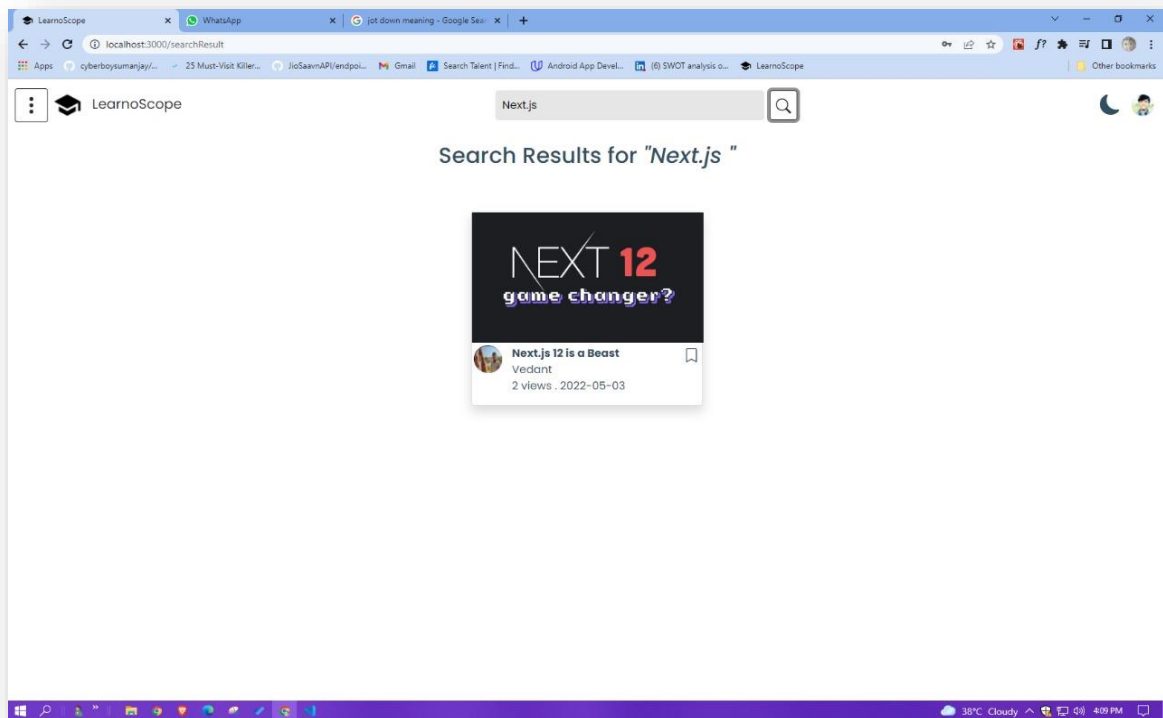 LearnoScope
WhatsApp
jot down meaning - Google Sear
localhost:3000/searchResult
f?
Apps
cyberboysumanjay/...
25 Must-Visit Killer...
JioSaavnAPI/endpoi...
Gmail
Search Talent | Find...
Android App Devel...
(6) SWOT analysis o...
LearnoScope
Other bookmarks
LearnoScope
Next.js
Search Results for "Next.js "
NEXT 12
game changer?
Next.js 12 is a Beast
Vedant
2 views . 2022-05-03
38°C Cloudy
4:09 PM